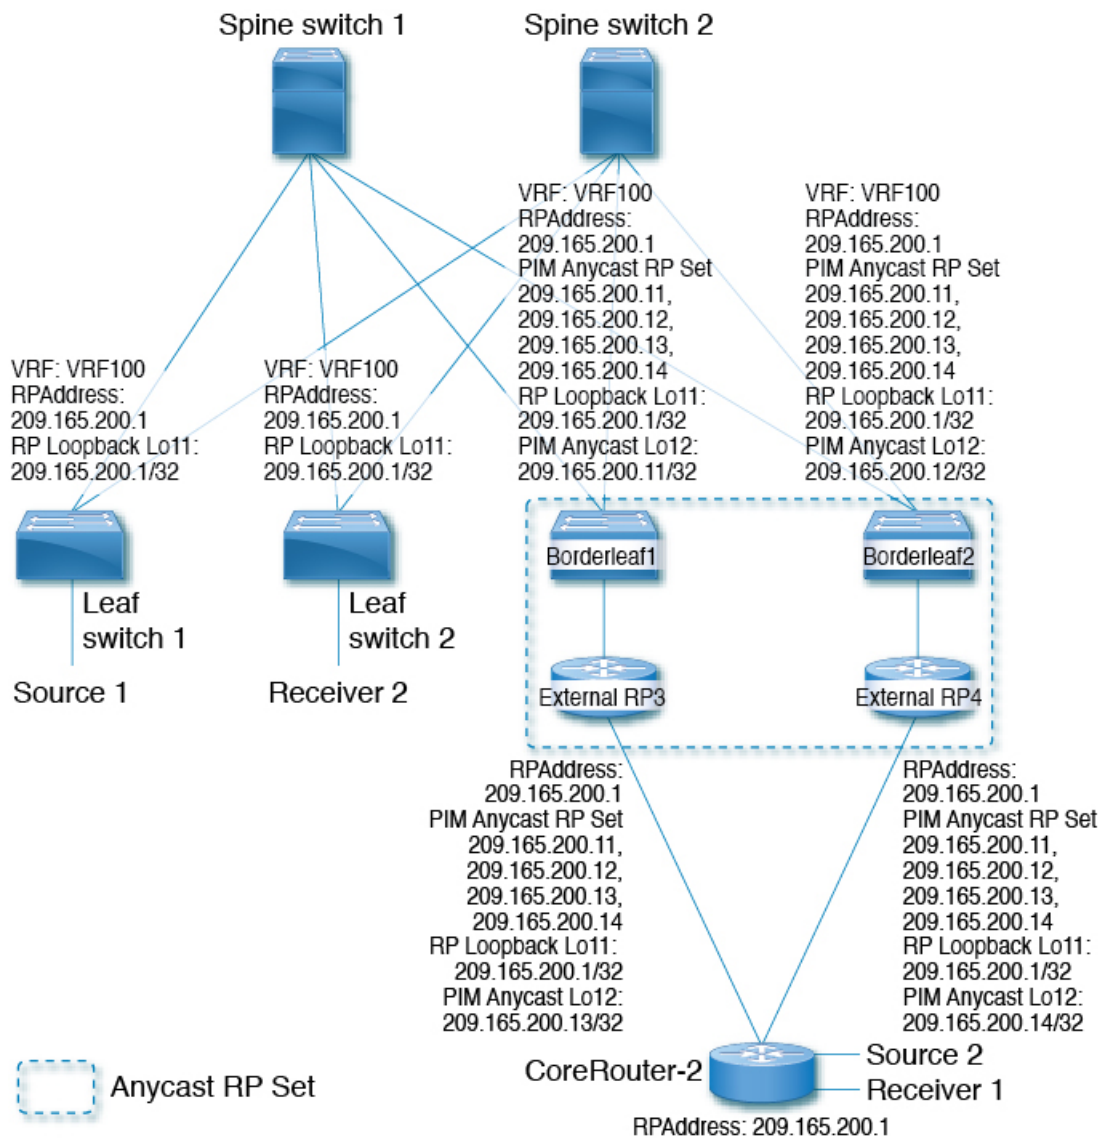 Spine switch 1
Spine switch 2
VRF: VRF100
RPAddress:
209.165.200.1
PIM Anycast RP Set
209.165.200.11,
209.165.200.12,
209.165.200.13,
209.165.200.14
RP Loopback Lo11:
209.165.200.1/32
PIM Anycast Lo12:
209.165.200.11/32
VRF: VRF100
RPAddress:
209.165.200.1
PIM Anycast RP Set
209.165.200.11,
209.165.200.12,
209.165.200.13,
209.165.200.14
RP Loopback Lo11:
209.165.200.1/32
PIM Anycast Lo12:
209.165.200.12/32
VRF: VRF100
RPAddress:
209.165.200.1
RP Loopback Lo11:
209.165.200.1/32
VRF: VRF100
RPAddress:
209.165.200.1
RP Loopback Lo11:
209.165.200.1/32
Borderleaf1
Borderleaf2
Leaf
switch 1
Leaf
switch 2
Source 1
Receiver 2
External RP3
External RP4
RPAddress:
209.165.200.1
PIM Anycast RP Set
209.165.200.11,
209.165.200.12,
209.165.200.13,
209.165.200.14
RP Loopback Lo11:
209.165.200.1/32
PIM Anycast Lo12:
209.165.200.13/32
RPAddress:
209.165.200.1
PIM Anycast RP Set
209.165.200.11,
209.165.200.12,
209.165.200.13,
209.165.200.14
RP Loopback Lo11:
209.165.200.1/32
PIM Anycast Lo12:
209.165.200.14/32
CoreRouter-2
Source 2
Receiver 1
Anycast RP Set
RPAddress: 209.165.200.1